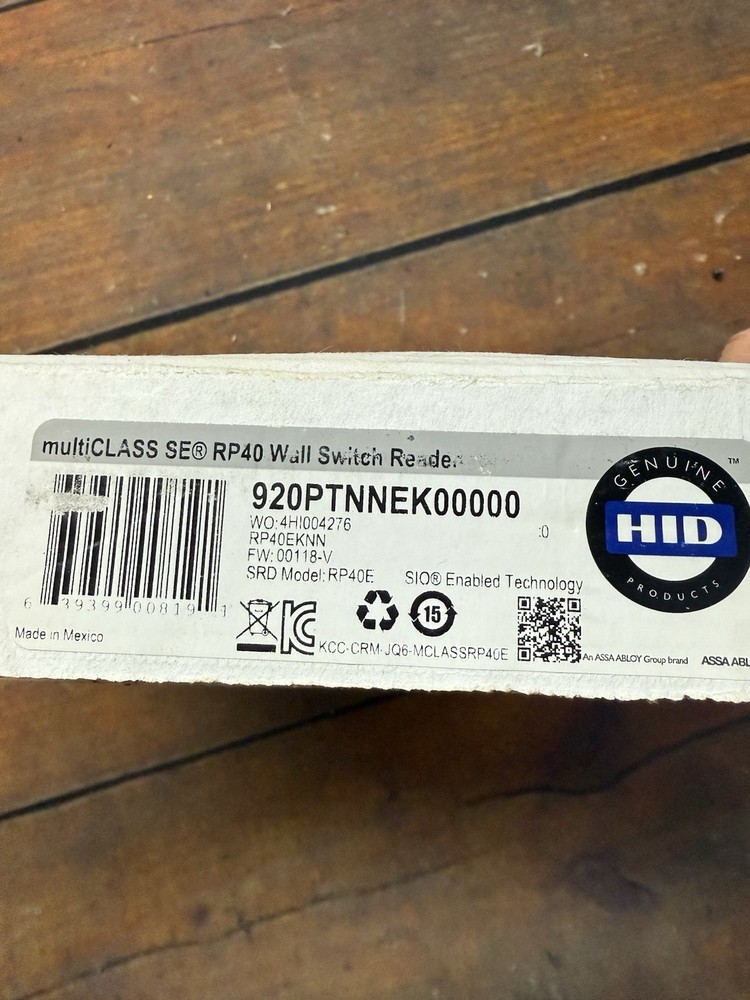 multiCLASS SE® RP40 Wall Switch Reader
920PTNNEK00000
WO:4HI004276
:0
RP40EKNN
FW: 00118-V
SRD Model: RP40E SIO® Enabled Technology
6 39399 00819 1
15
KCC-CRM-JQ6-MCLASSRP40E
Made in Mexico
An ASSA ABLOY Group brand
GENUINE
HID
PRODUCTS
TM